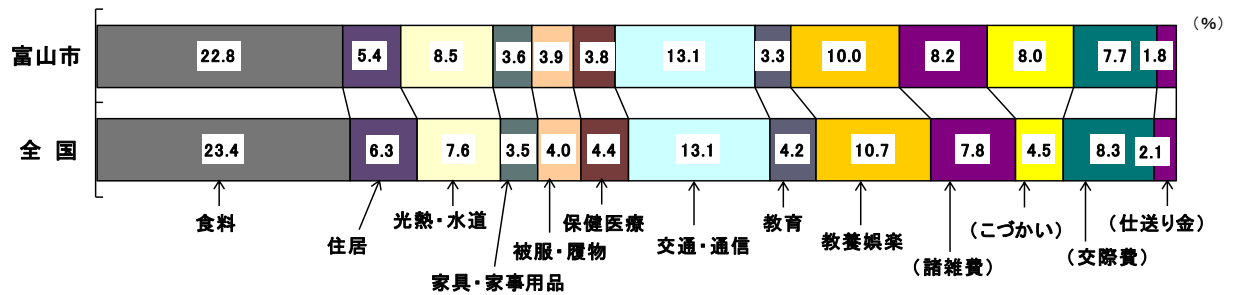 （%）
富山市
22.8 5.4 8.5 3.6 3.9 3.8 13.1 3.3 10.0 8.2 8.0 7.7 1.8
全 国
23.4 6.3 7.6 3.5 4.0 4.4 13.1 4.2 10.7 7.8 4.5 8.3 2.1
食料
住居
光熱・水道
家具・家事用品
被服・履物
保健医療
交通・通信
教育
教養娯楽
（諸雑費）
（こづかい）
（交際費）
（仕送り金）